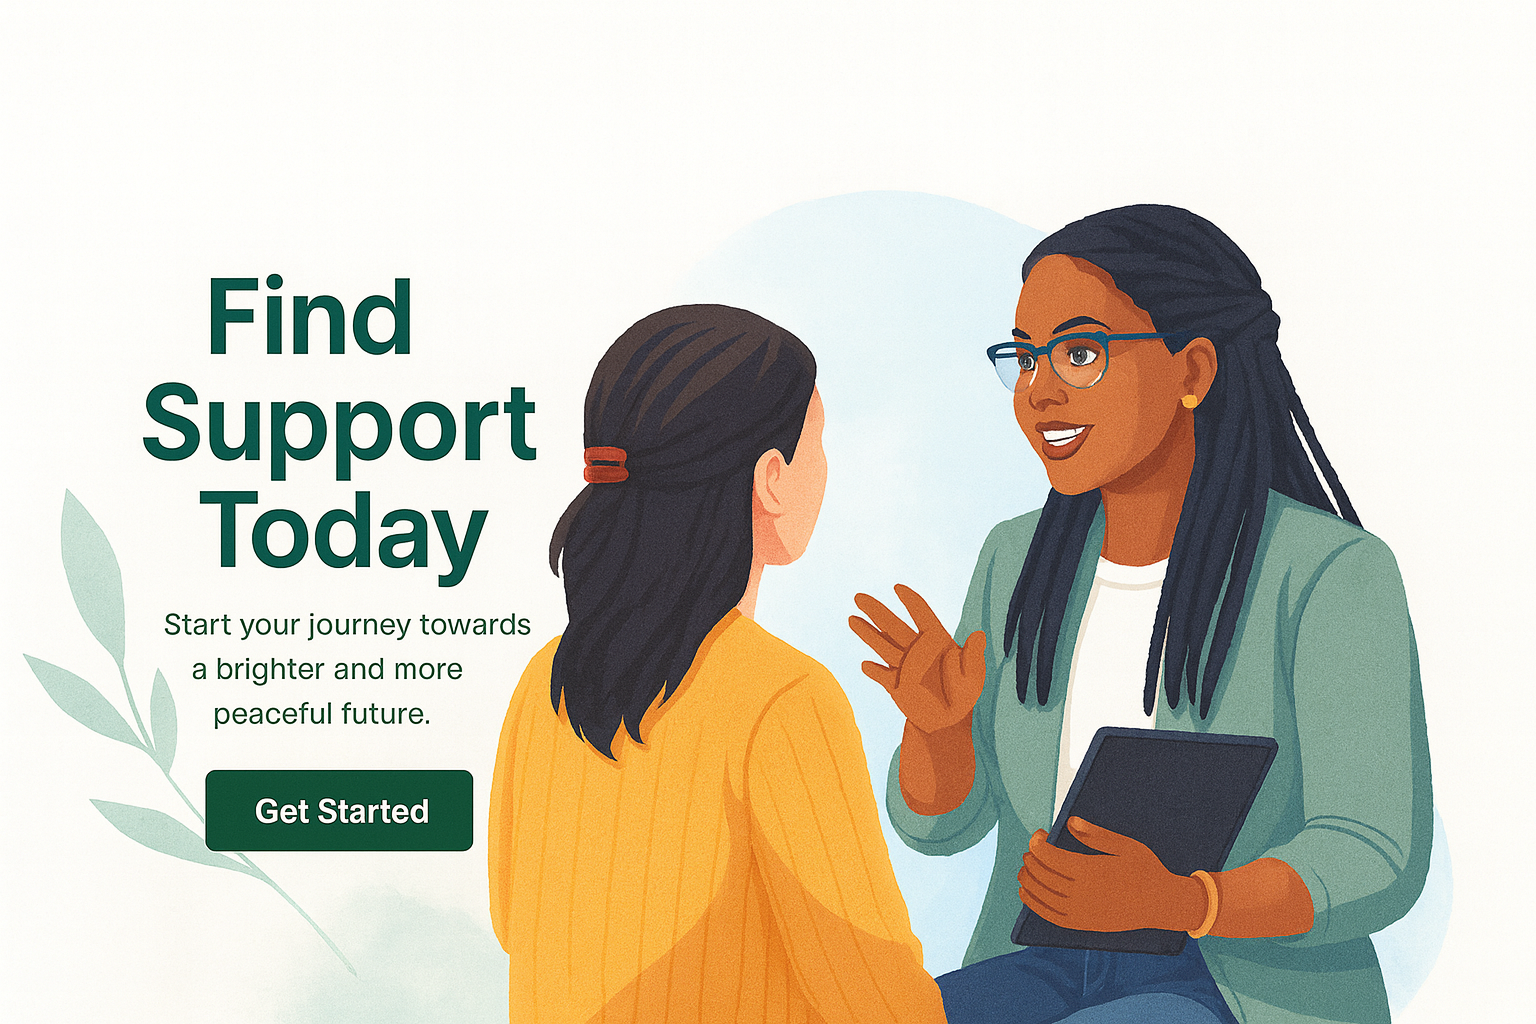 Find
Support
Today
Start your journey towards
a brighter and more
peaceful future.
Get Started